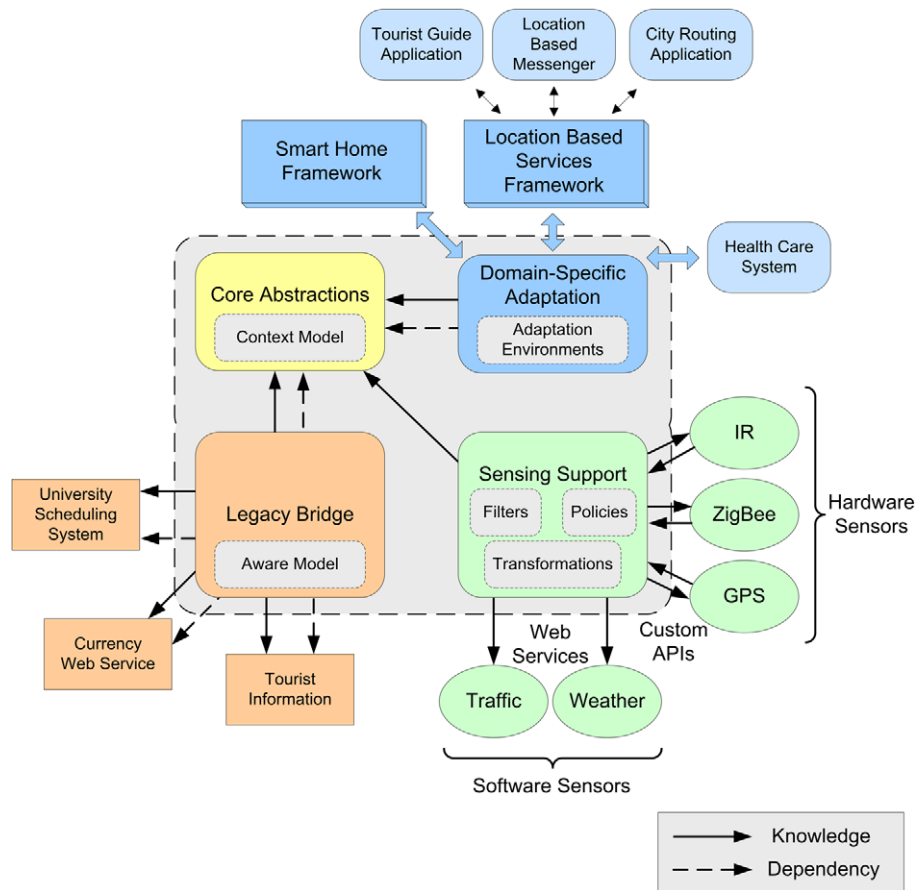 Tourist Guide
Application
Location
Based
Messenger
City Routing
Application
Smart Home
Framework
Location Based
Services
Framework
Health Care
System
Core Abstractions
Context Model
Domain-Specific
Adaptation
Adaptation
Environments
Legacy Bridge
Aware Model
Sensing Support
Filters
Policies
Transformations
IR
ZigBee
GPS
Hardware
Sensors
University
Scheduling
System
Currency
Web Service
Tourist
Information
Web
Services
Custom
APIs
Traffic
Weather
Software Sensors
Knowledge
Dependency